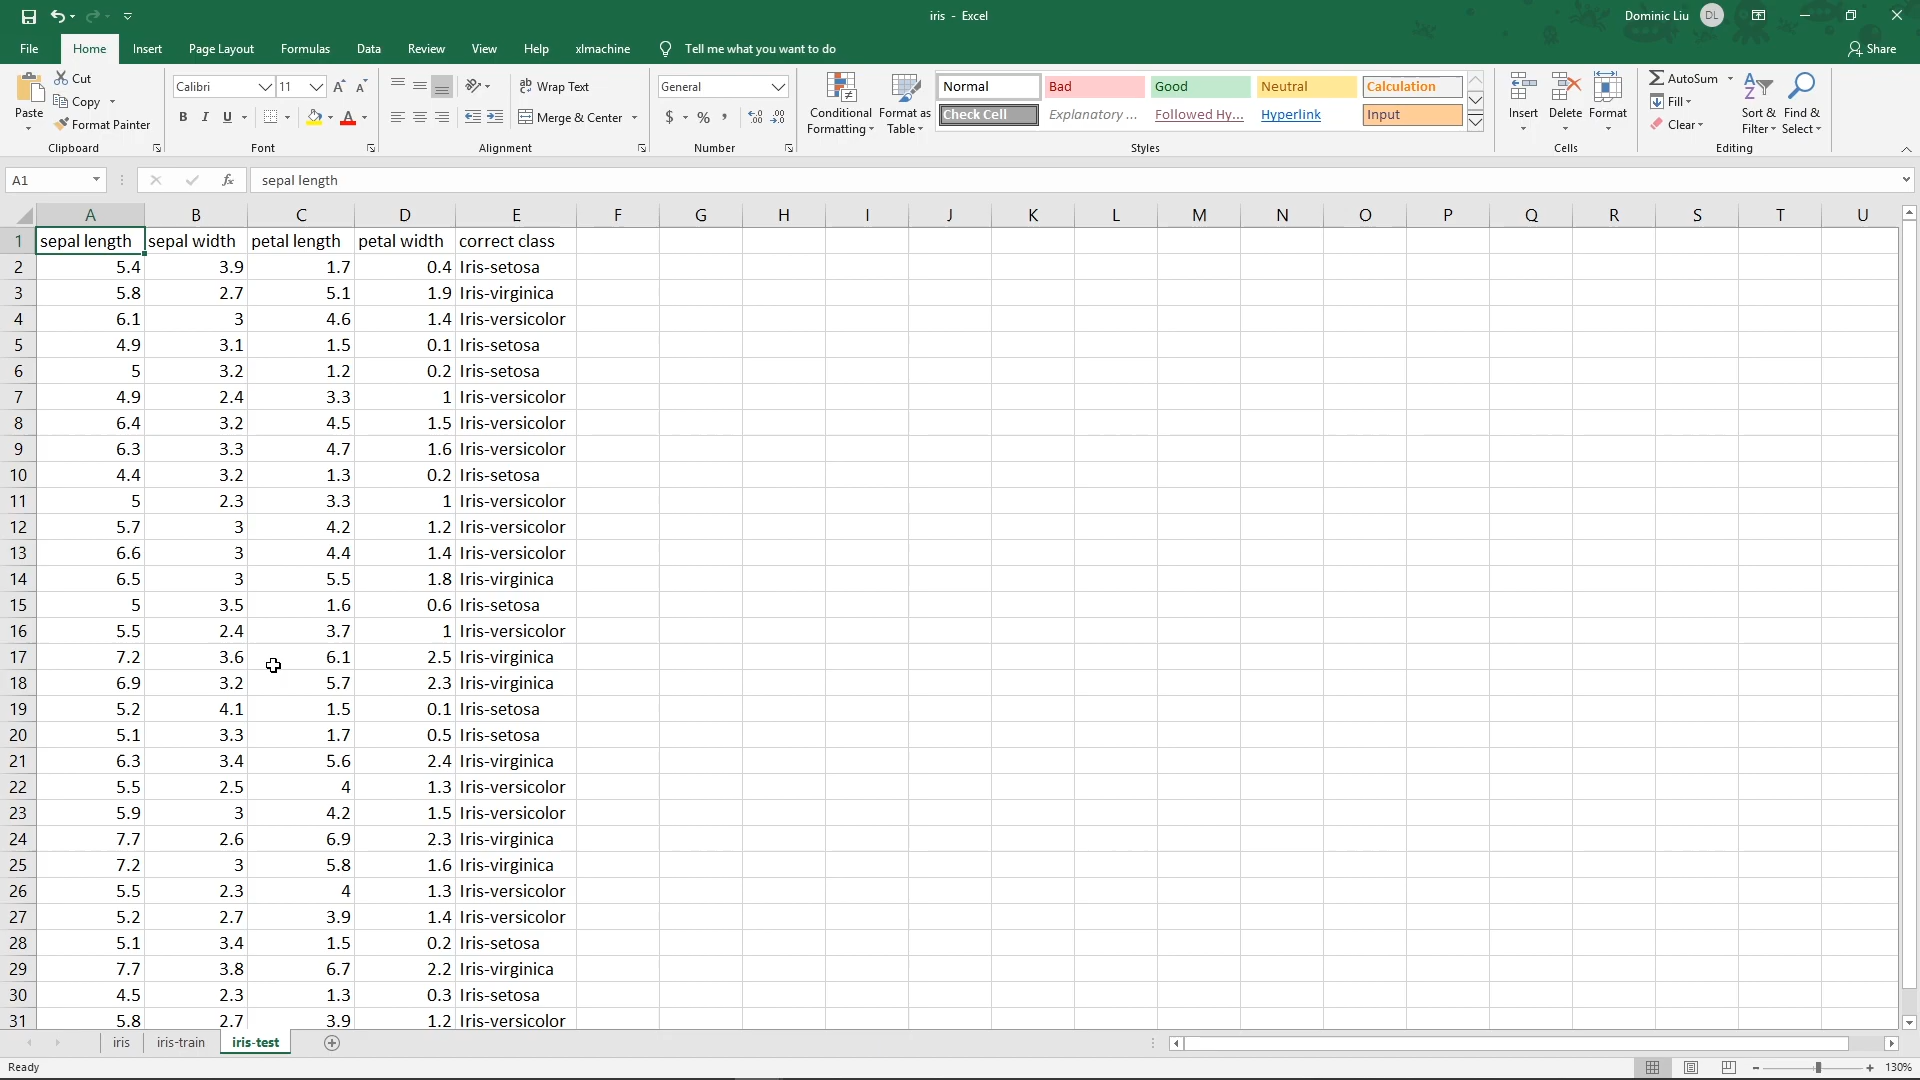 iris - Excel
Dominic Liu DL
File Home Insert Page Layout Formulas Data Review View Help xlmachine Tell me what you want to do Share
Paste
Cut
Copy
Format Painter
Clipboard
Calibri 11
B I U
Font
Wrap Text
Merge & Center
Alignment
General
$ % ,
Number
Conditional Formatting
Format as Table
Normal Bad Good Neutral Calculation
Check Cell Explanatory ... Followed Hy... Hyperlink Input
Styles
Insert Delete Format
Cells
AutoSum
Fill
Clear
Sort & Filter
Find & Select
Editing
A1 fx sepal length
A B C D E F G H I J K L M N O P Q R S T U
1 sepal length sepal width petal length petal width correct class
2 5.4 3.9 1.7 0.4 Iris-setosa
3 5.8 2.7 5.1 1.9 Iris-virginica
4 6.1 3 4.6 1.4 Iris-versicolor
5 4.9 3.1 1.5 0.1 Iris-setosa
6 5 3.2 1.2 0.2 Iris-setosa
7 4.9 2.4 3.3 1 Iris-versicolor
8 6.4 3.2 4.5 1.5 Iris-versicolor
9 6.3 3.3 4.7 1.6 Iris-versicolor
10 4.4 3.2 1.3 0.2 Iris-setosa
11 5 2.3 3.3 1 Iris-versicolor
12 5.7 3 4.2 1.2 Iris-versicolor
13 6.6 3 4.4 1.4 Iris-versicolor
14 6.5 3 5.5 1.8 Iris-virginica
15 5 3.5 1.6 0.6 Iris-setosa
16 5.5 2.4 3.7 1 Iris-versicolor
17 7.2 3.6 6.1 2.5 Iris-virginica
18 6.9 3.2 5.7 2.3 Iris-virginica
19 5.2 4.1 1.5 0.1 Iris-setosa
20 5.1 3.3 1.7 0.5 Iris-setosa
21 6.3 3.4 5.6 2.4 Iris-virginica
22 5.5 2.5 4 1.3 Iris-versicolor
23 5.9 3 4.2 1.5 Iris-versicolor
24 7.7 2.6 6.9 2.3 Iris-virginica
25 7.2 3 5.8 1.6 Iris-virginica
26 5.5 2.3 4 1.3 Iris-versicolor
27 5.2 2.7 3.9 1.4 Iris-versicolor
28 5.1 3.4 1.5 0.2 Iris-setosa
29 7.7 3.8 6.7 2.2 Iris-virginica
30 4.5 2.3 1.3 0.3 Iris-setosa
31 5.8 2.7 3.9 1.2 Iris-versicolor
iris iris-train iris-test
Ready 130%